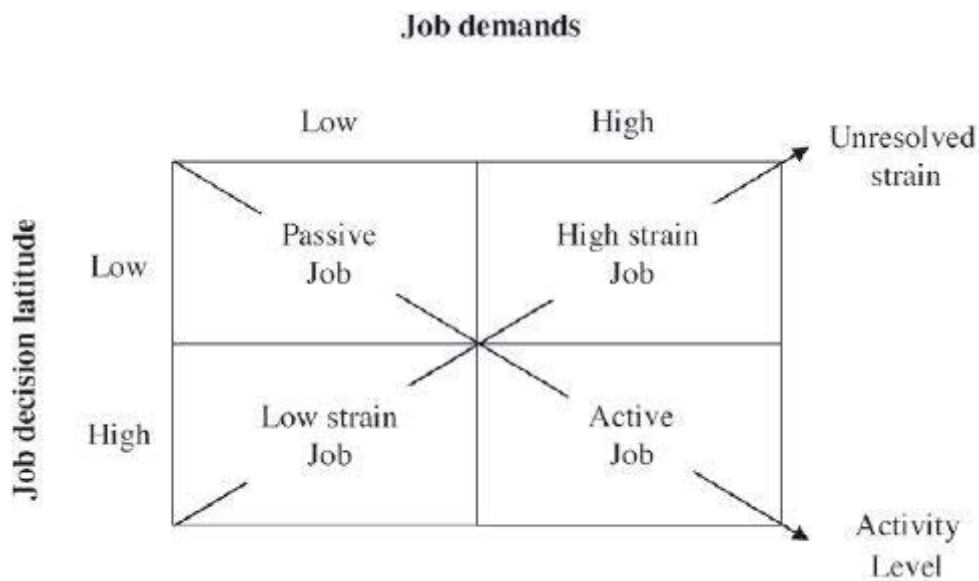 Job demands
Low High
Unresolved
strain
Job decision latitude
Low
Passive
Job
High strain
Job
High
Low strain
Job
Active
Job
Activity
Level